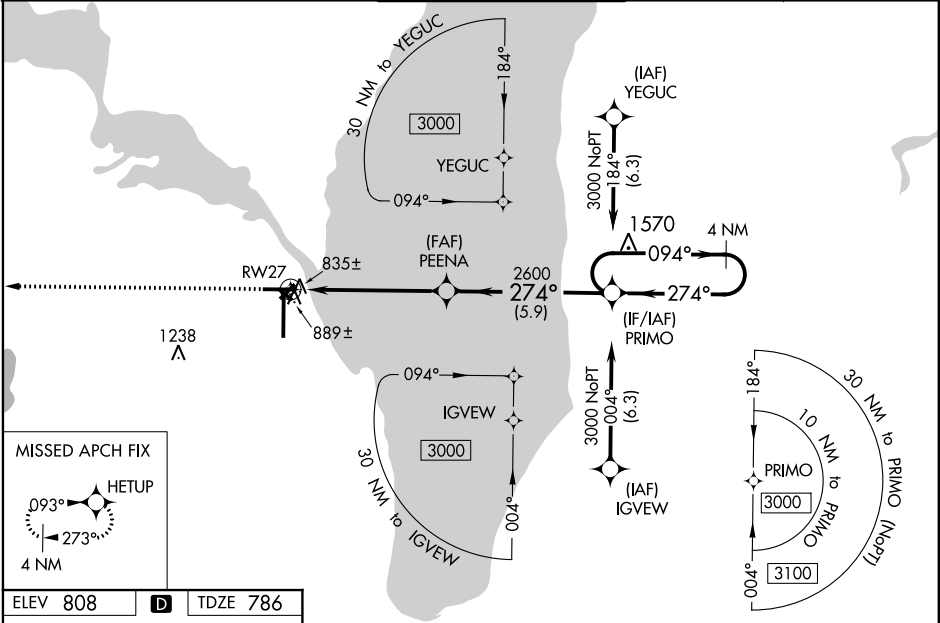 30 NM to YEGUC
184°
3000
YEGUC
094°
(IAF)
YEGUC
3000 NoPT
184°
(6.3)
1570
4 NM
094°
274°
(FAF)
PEENA
2600
274°
(5.9)
(IF/IAF)
PRIMO
RW27
835±
889±
1238
094°
IGVEW
3000
004°
30 NM to IGVEW
3000 NoPT
004°
(6.3)
(IAF)
IGVEW
184°
30 NM to PRIMO (NoPT)
10 NM to PRIMO
PRIMO
3000
004°
3100
MISSED APCH FIX
HETUP
093°
273°
4 NM
ELEV 808 D TDZE 786